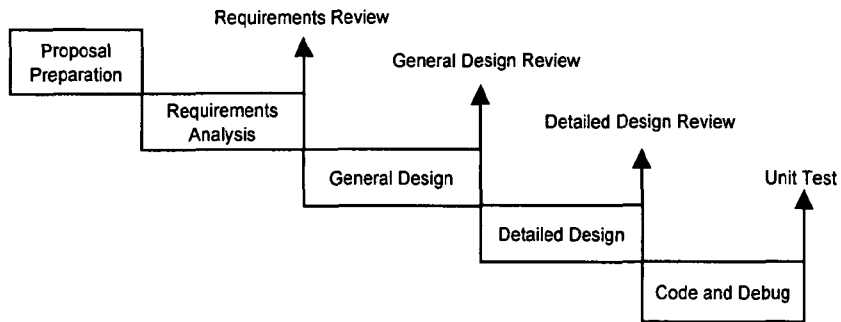 Requirements Review
Proposal
Preparation
General Design Review
Requirements
Analysis
Detailed Design Review
General Design
Unit Test
Detailed Design
Code and Debug